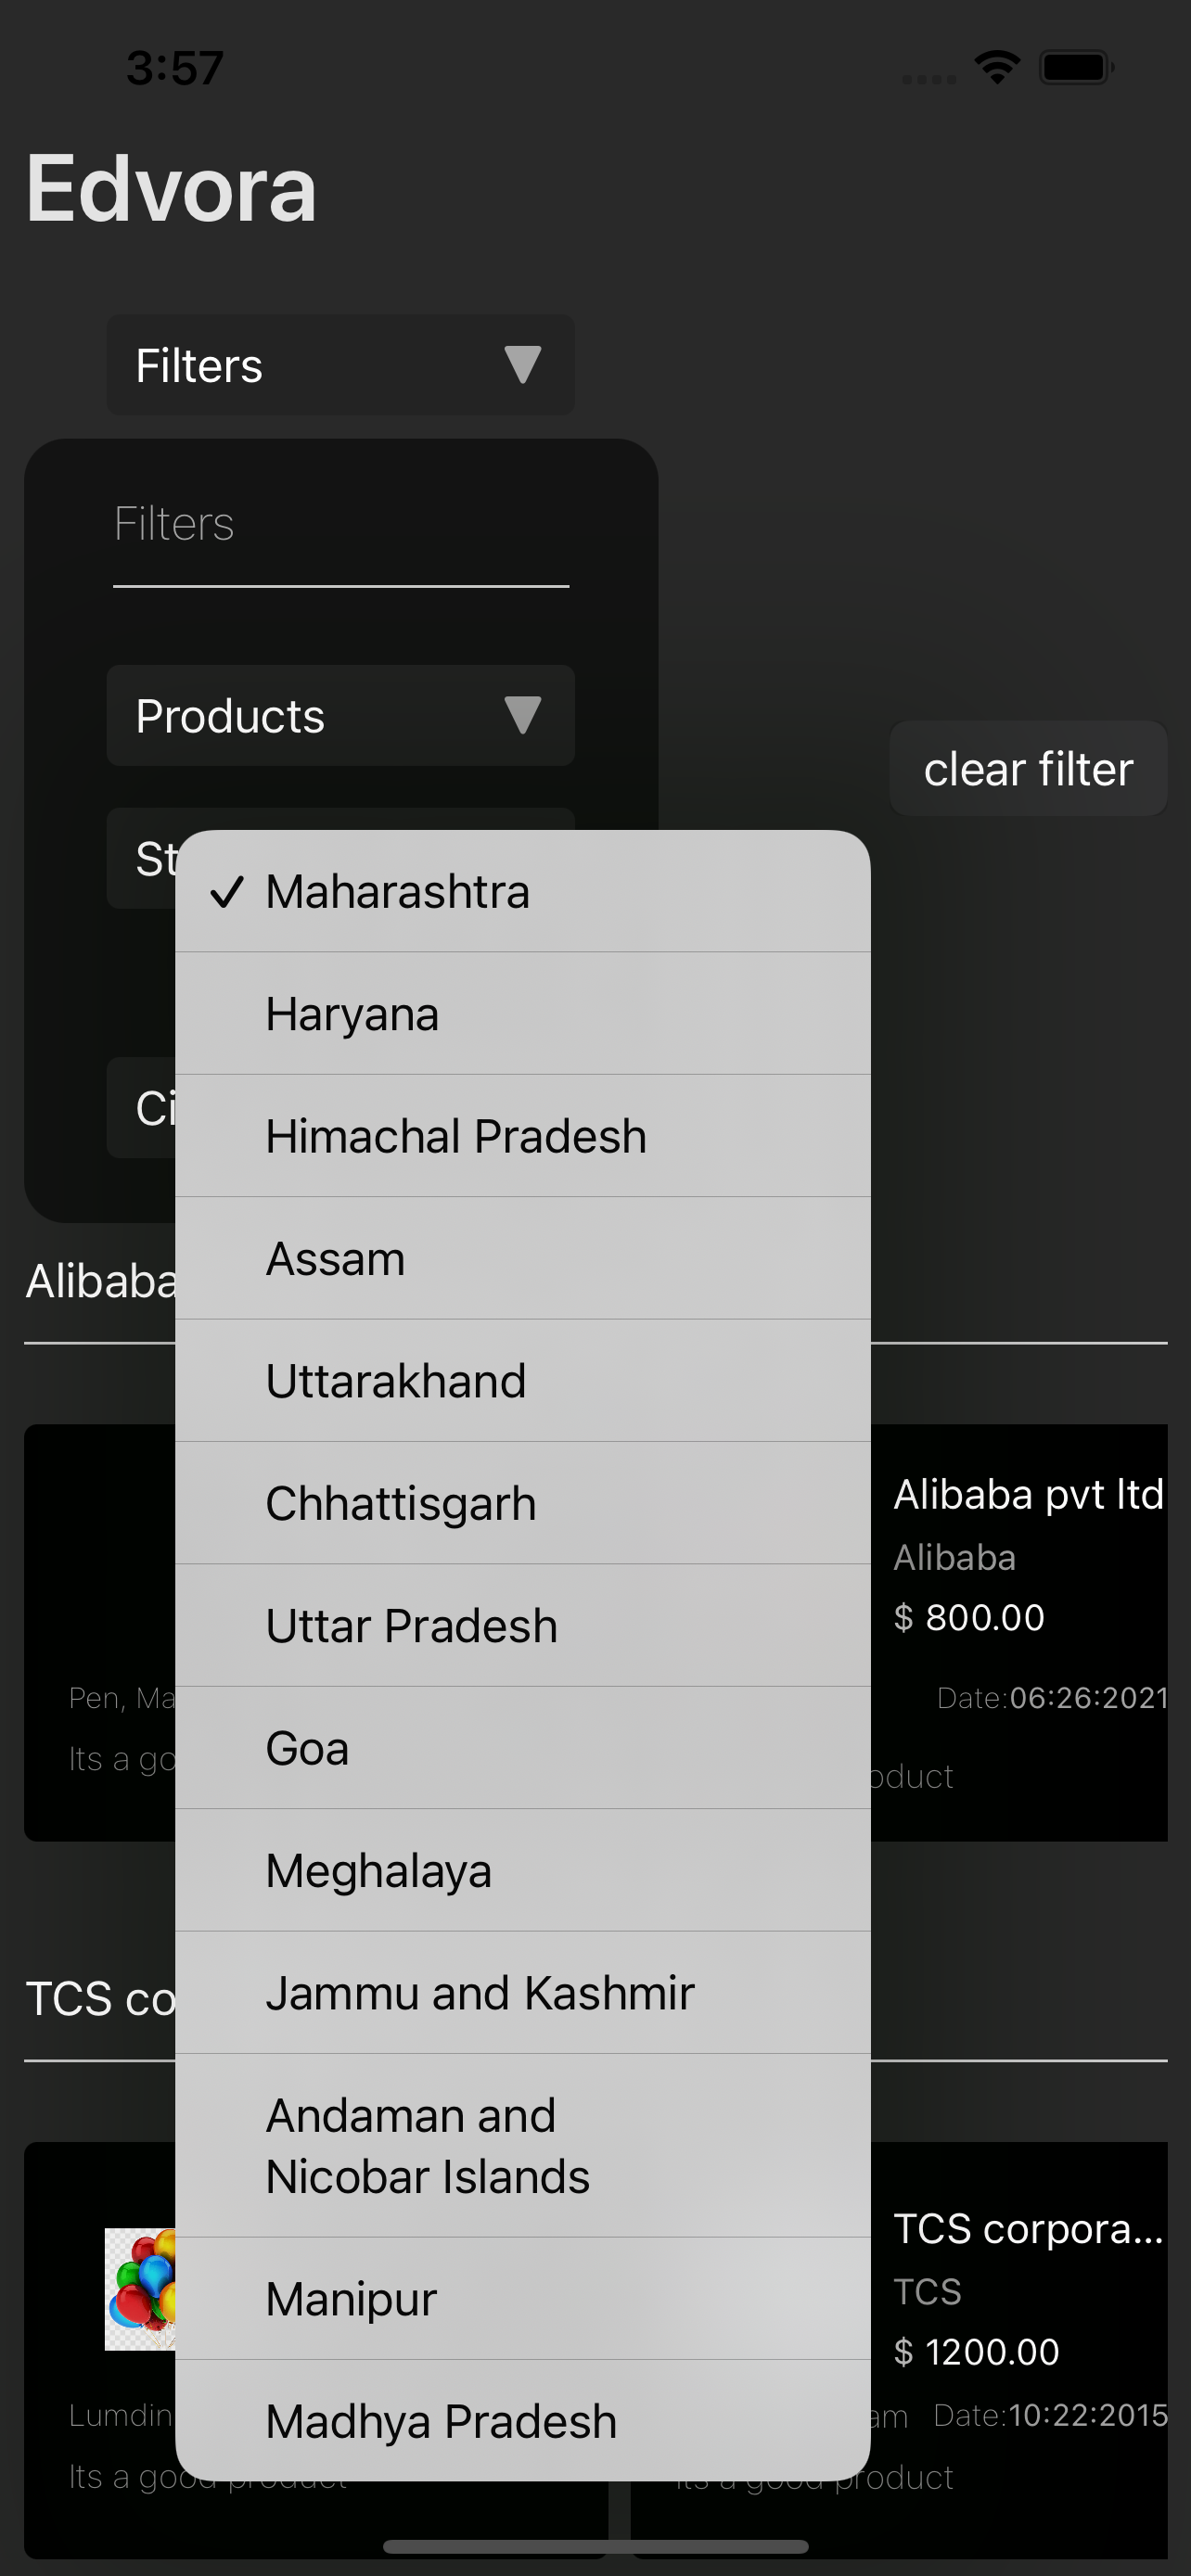 3:57
Edvora
Filters
Filters
Products
clear filter
St
Maharashtra
Haryana
Himachal Pradesh
Ci
Assam
Alibaba
Uttarakhand
Chhattisgarh
Alibaba pvt ltd
Alibaba
Uttar Pradesh
$ 800.00
Pen, Ma
Date:06:26:2021
Goa
Its a go
oduct
Meghalaya
Jammu and Kashmir
TCS co
Andaman and
Nicobar Islands
TCS corpora...
TCS
Manipur
$ 1200.00
Lumdin
am Date:10:22:2015
Madhya Pradesh
Its a good product
Its a good product